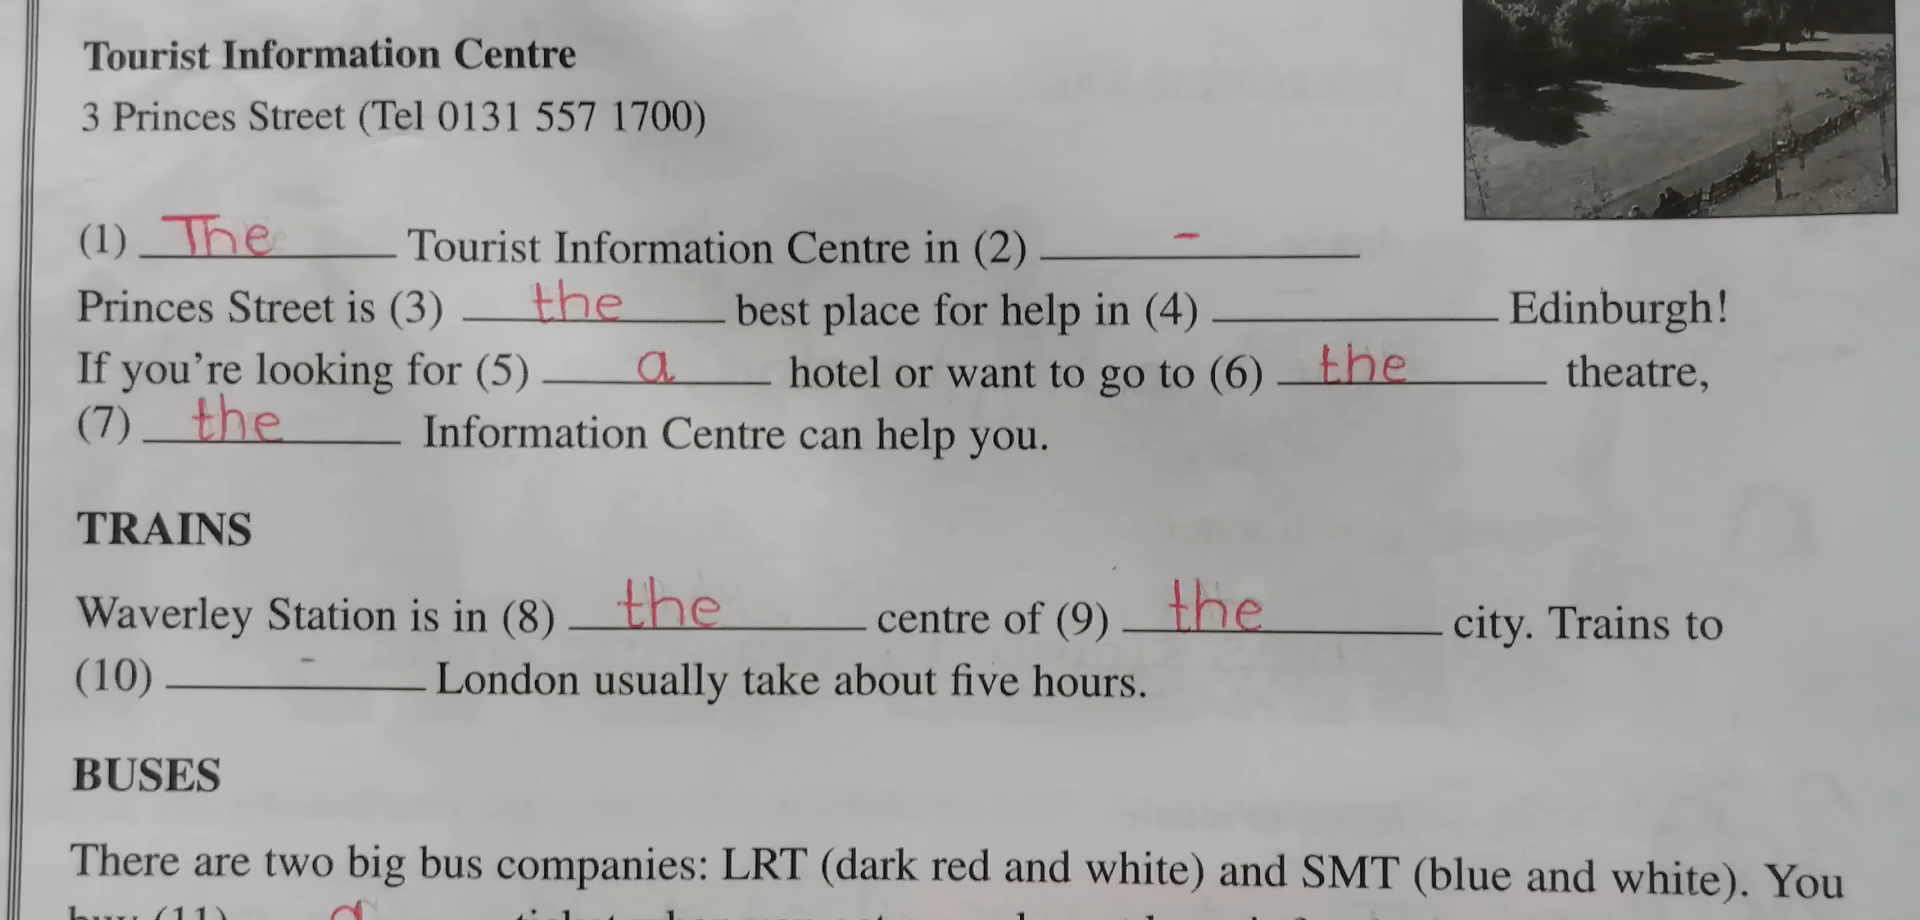 Tourist Information Centre
3 Princes Street (Tel 0131 557 1700)
(1) The Tourist Information Centre in (2) -
Princes Street is (3) the best place for help in (4) Edinburgh!
If you're looking for (5) a hotel or want to go to (6) the theatre,
(7) the Information Centre can help you.
TRAINS
Waverley Station is in (8) the centre of (9) the city. Trains to
(10) - London usually take about five hours.
BUSES
There are two big bus companies: LRT (dark red and white) and SMT (blue and white). You
buy (11) a